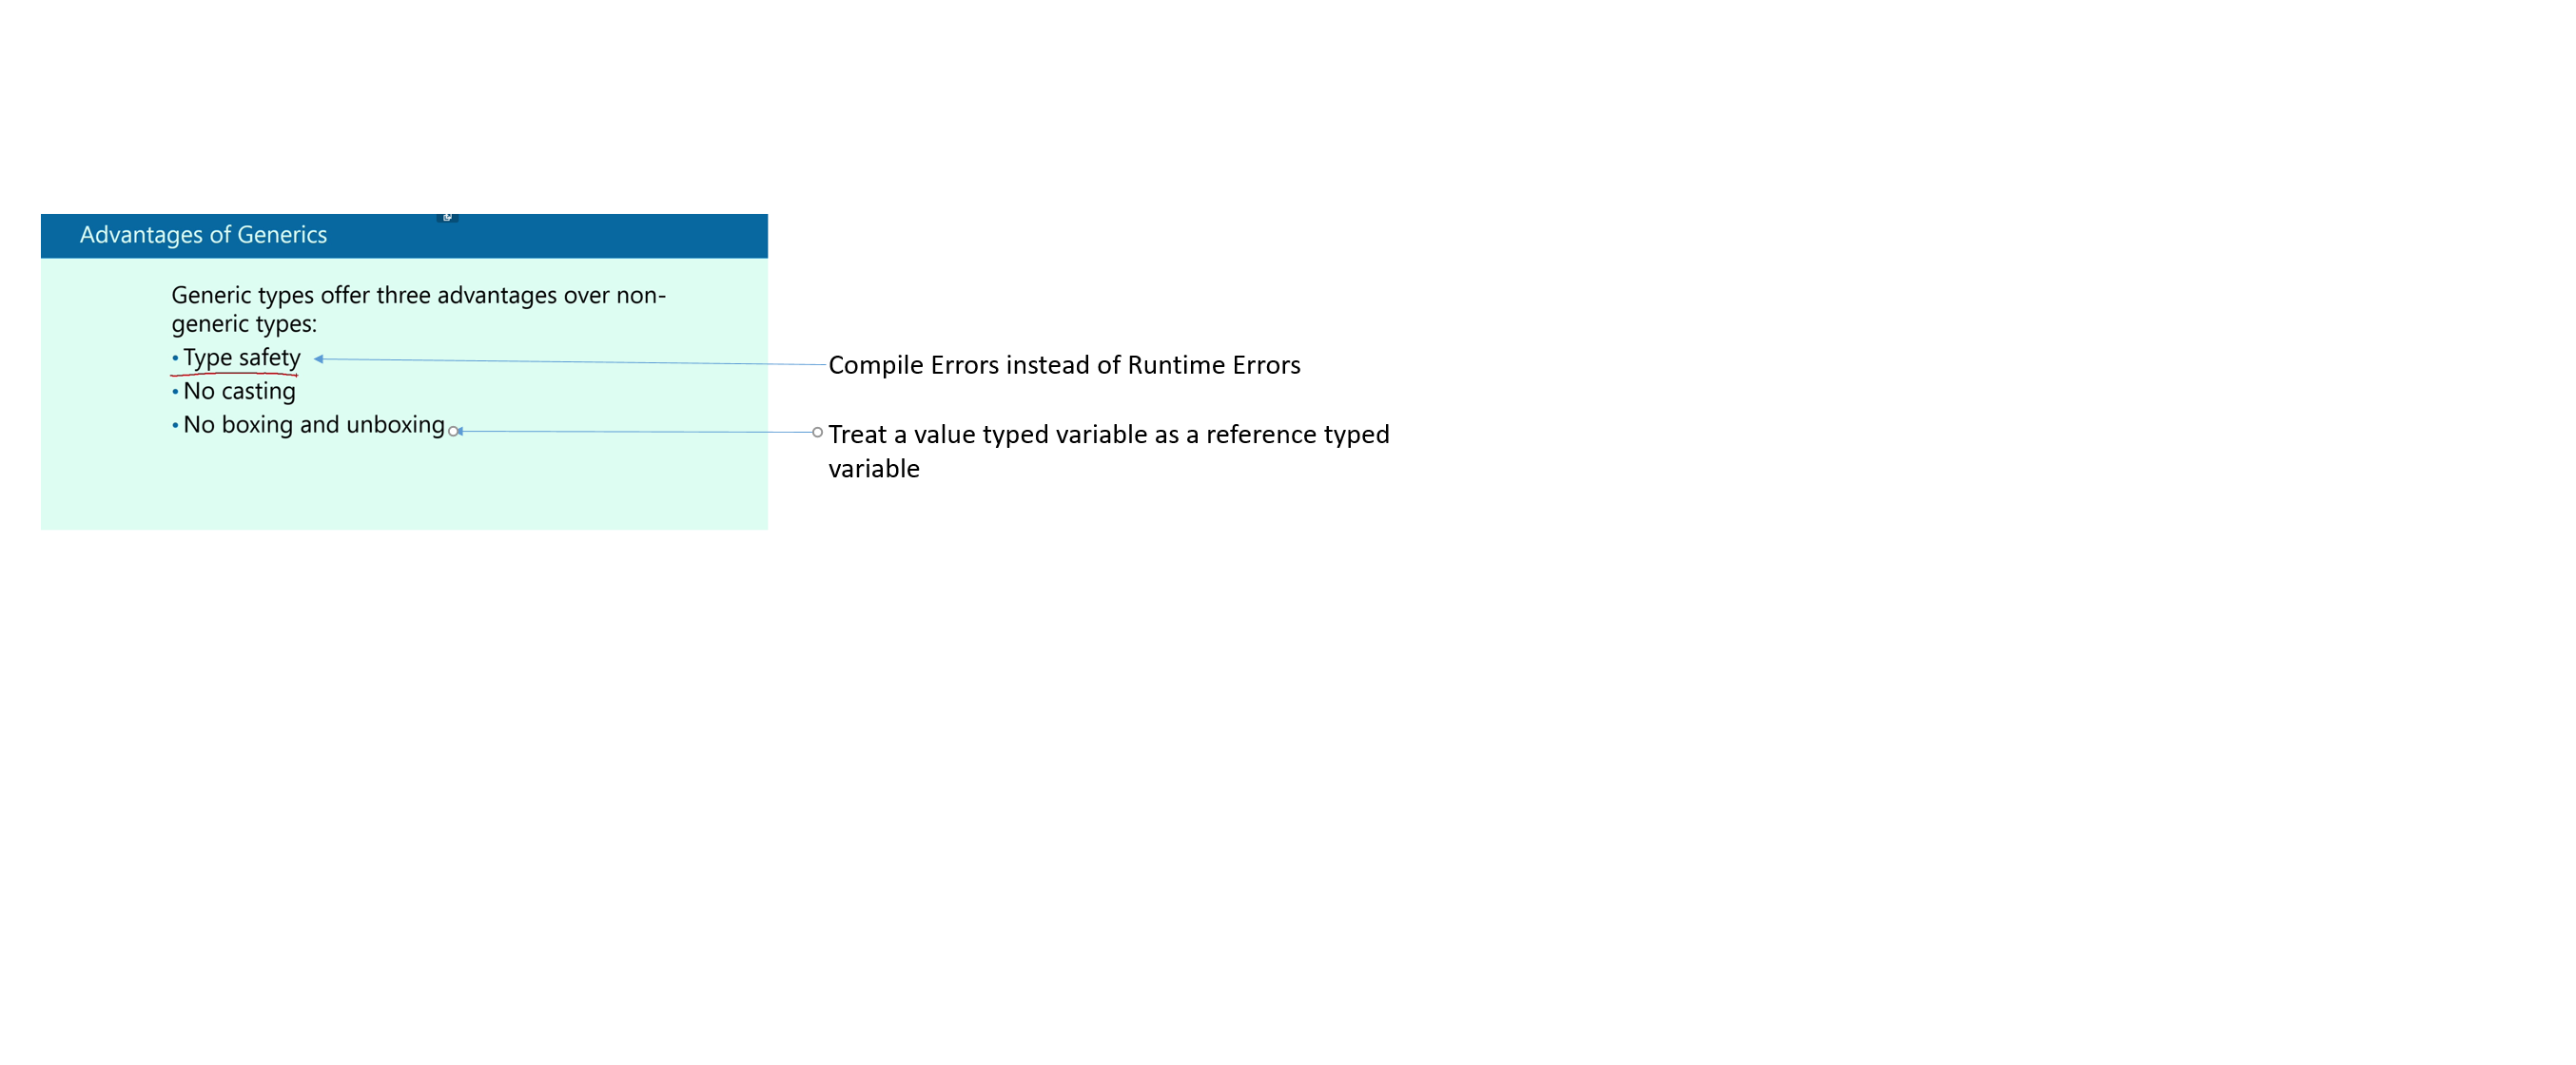 Advantages of Generics
Generic types offer three advantages over non-
generic types:
• Type safety
• No casting
• No boxing and unboxing
Compile Errors instead of Runtime Errors
Treat a value typed variable as a reference typed
variable